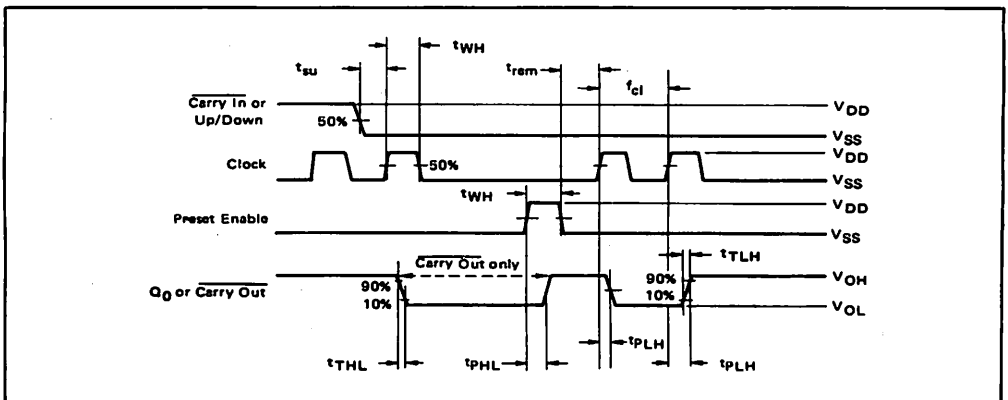 tWH
tsu
trem
fcl
Carry In or
Up/Down
50%
VDD
VSS
Clock
50%
VDD
VSS
tWH
Preset Enable
VDD
VSS
tTLH
Carry Out only
Q0 or Carry Out
90%
10%
90%
10%
VOH
VOL
tPLH
tTHL
tPHL
tPLH